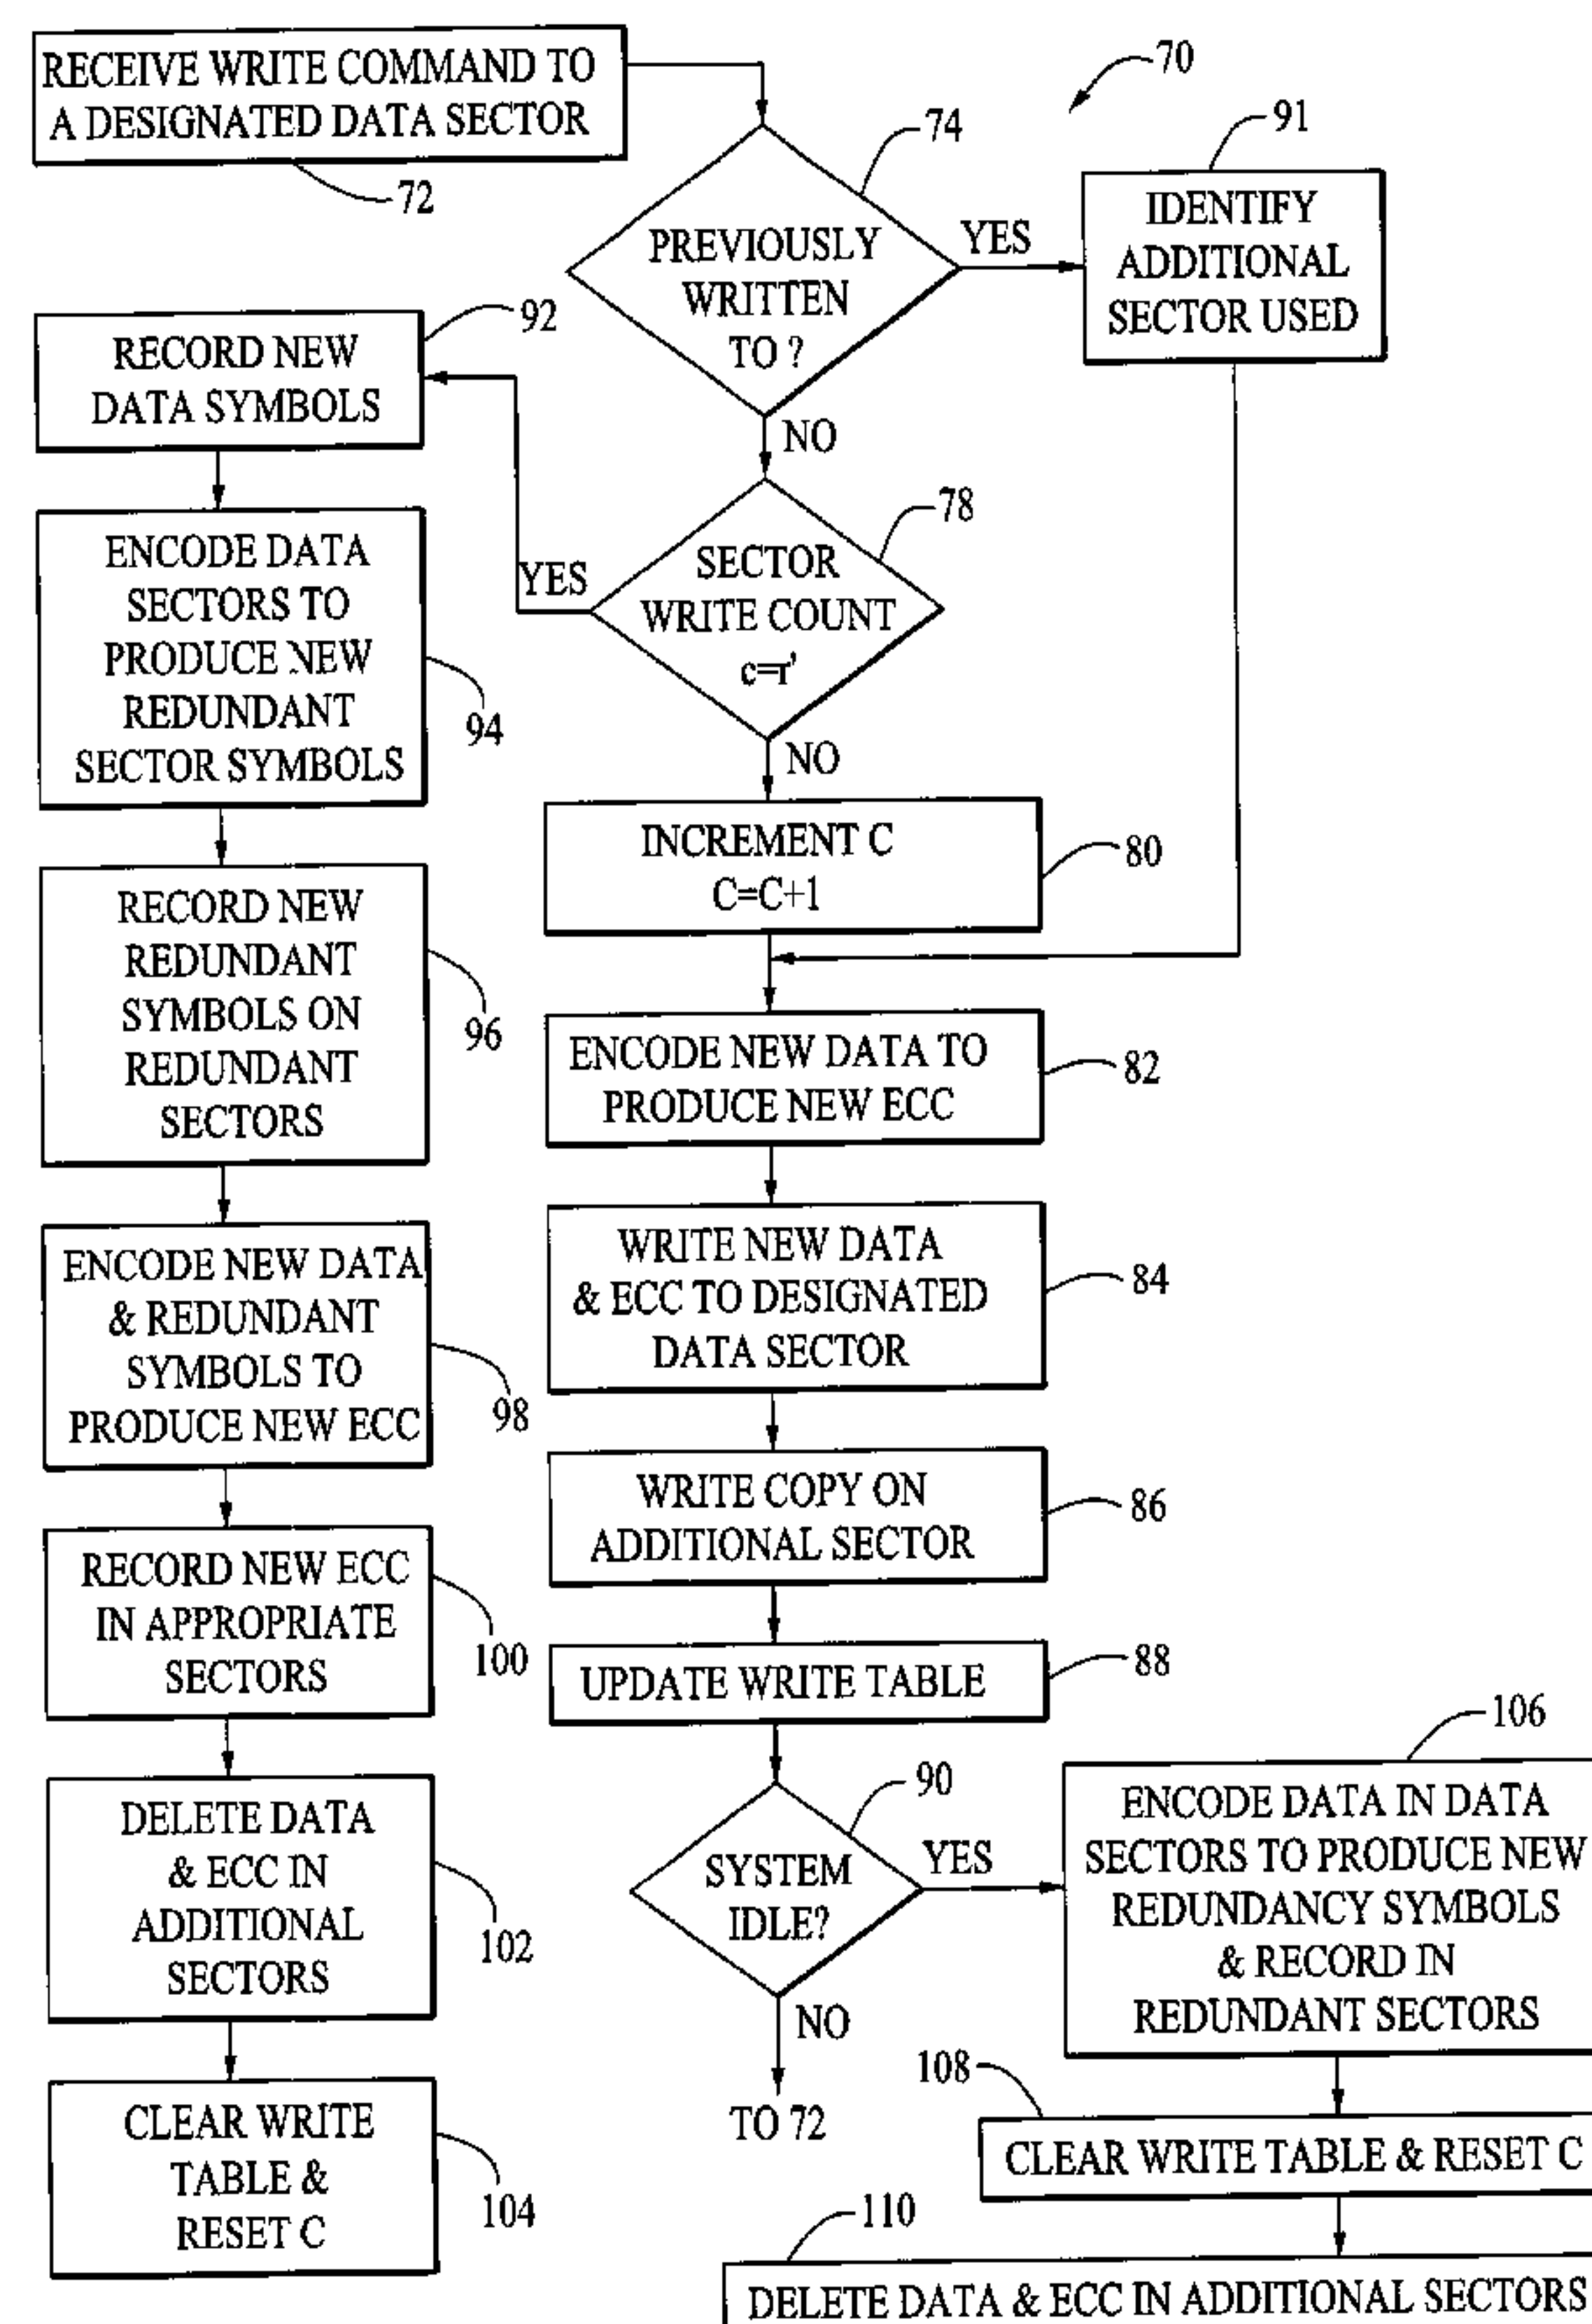 RECEIVE WRITE COMMAND TO
A DESIGNATED DATA SECTOR
72
70
74
PREVIOUSLY
WRITTEN
TO ?
YES
NO
91
IDENTIFY
ADDITIONAL
SECTOR USED
92
RECORD NEW
DATA SYMBOLS
78
SECTOR
WRITE COUNT
c=r'
YES
NO
ENCODE DATA
SECTORS TO
PRODUCE NEW
REDUNDANT
SECTOR SYMBOLS
94
INCREMENT C
C=C+1
80
RECORD NEW
REDUNDANT
SYMBOLS ON
REDUNDANT
SECTORS
96
ENCODE NEW DATA TO
PRODUCE NEW ECC
82
ENCODE NEW DATA
& REDUNDANT
SYMBOLS TO
PRODUCE NEW ECC
98
WRITE NEW DATA
& ECC TO DESIGNATED
DATA SECTOR
84
WRITE COPY ON
ADDITIONAL SECTOR
86
RECORD NEW ECC
IN APPROPRIATE
SECTORS
100
UPDATE WRITE TABLE
88
DELETE DATA
& ECC IN
ADDITIONAL
SECTORS
102
90
SYSTEM
IDLE?
YES
NO
TO 72
106
ENCODE DATA IN DATA
SECTORS TO PRODUCE NEW
REDUNDANCY SYMBOLS
& RECORD IN
REDUNDANT SECTORS
CLEAR WRITE
TABLE &
RESET C
104
108
CLEAR WRITE TABLE & RESET C
110
DELETE DATA & ECC IN ADDITIONAL SECTORS